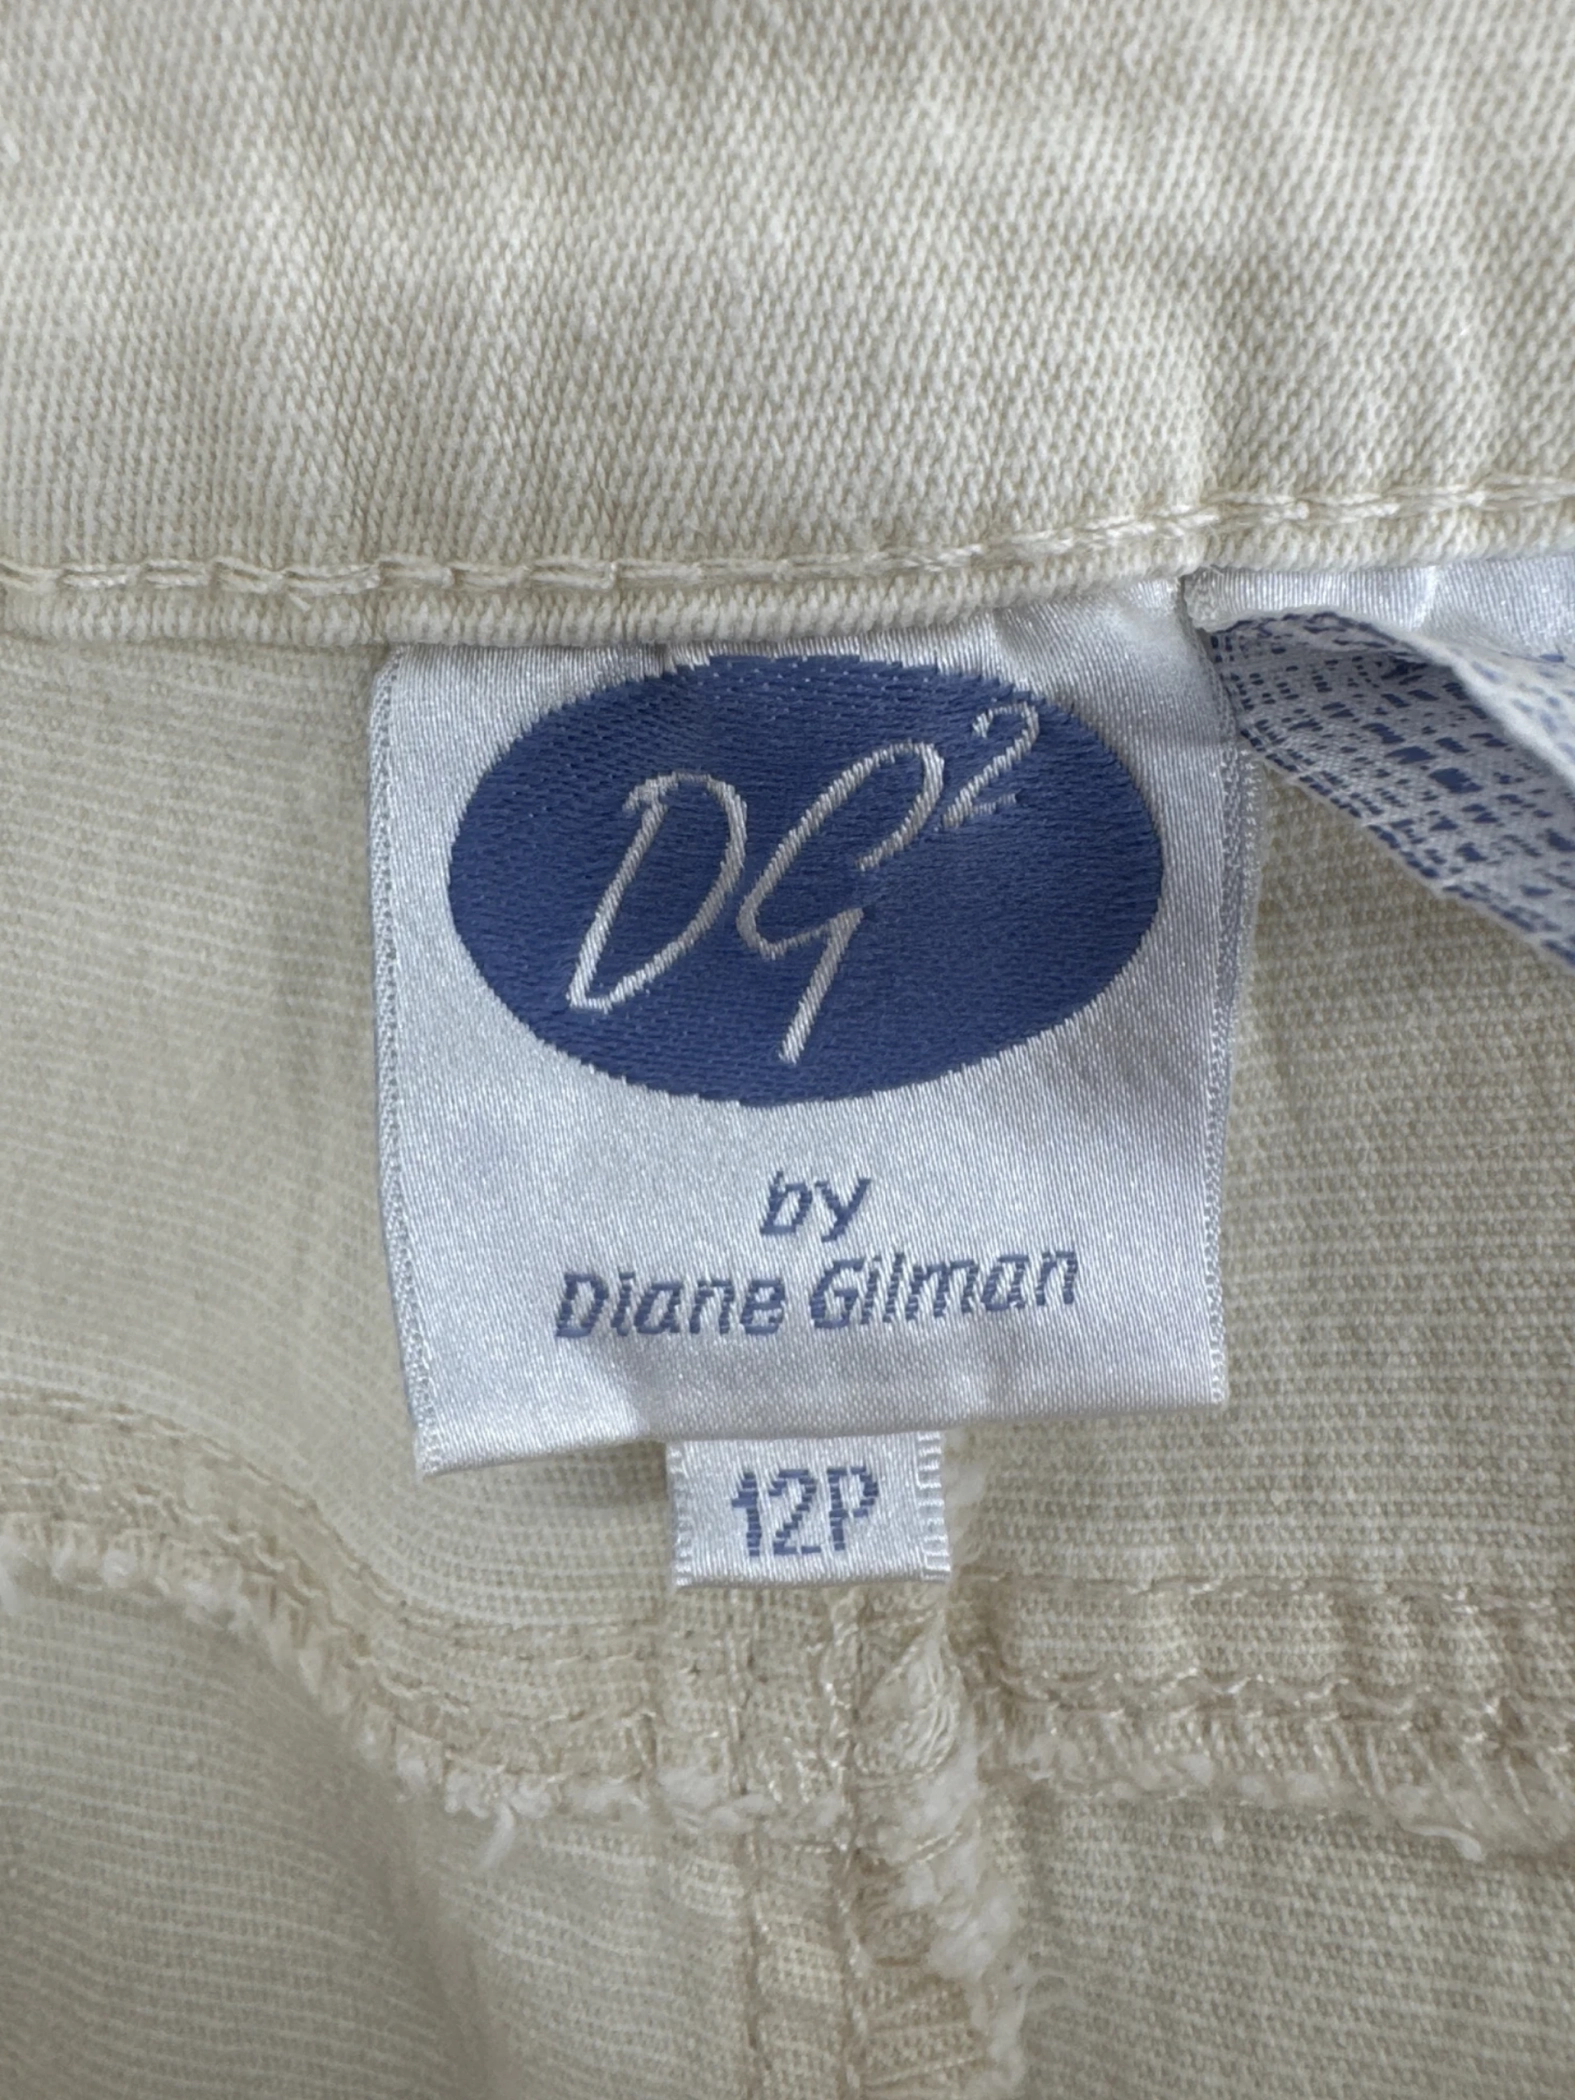 DG²
by
Diane Gilman
12P